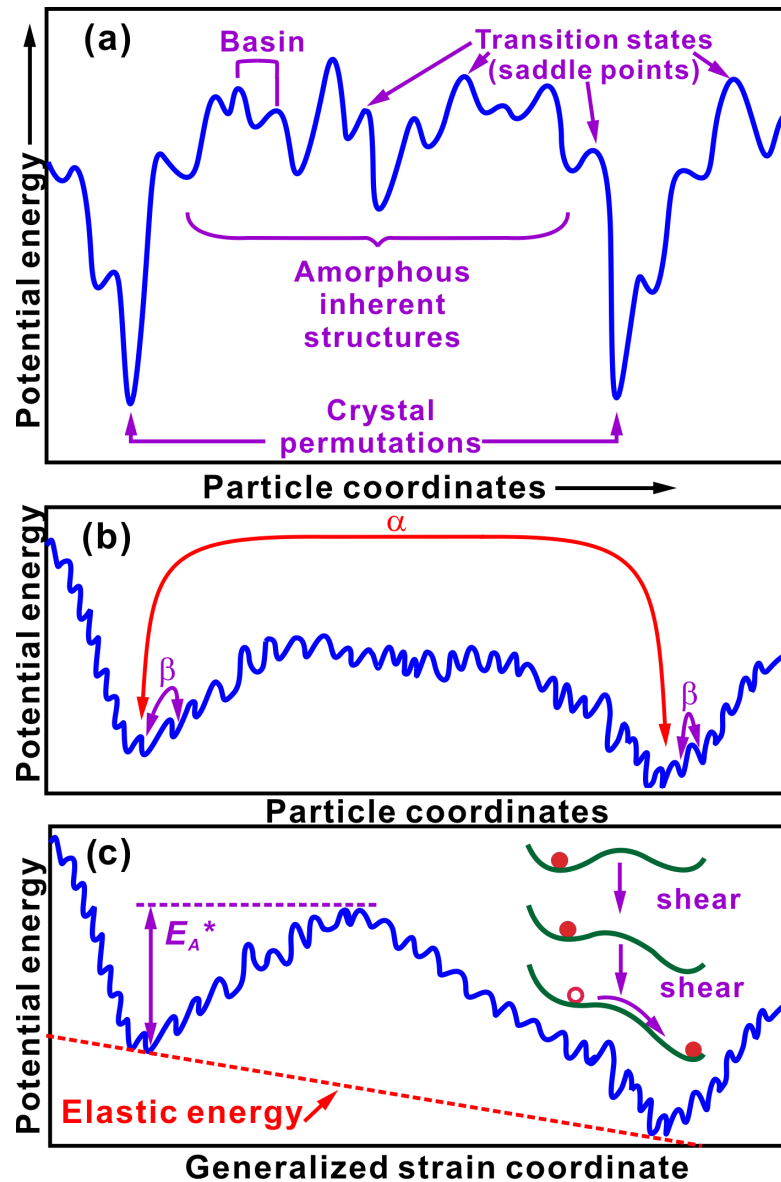 (a)
Basin
Transition states
(saddle points)
Potential energy
Amorphous
inherent
structures
Crystal
permutations
Particle coordinates
(b)
α
β
β
Potential energy
Particle coordinates
(c)
E_A*
shear
shear
Potential energy
Elastic energy
Generalized strain coordinate